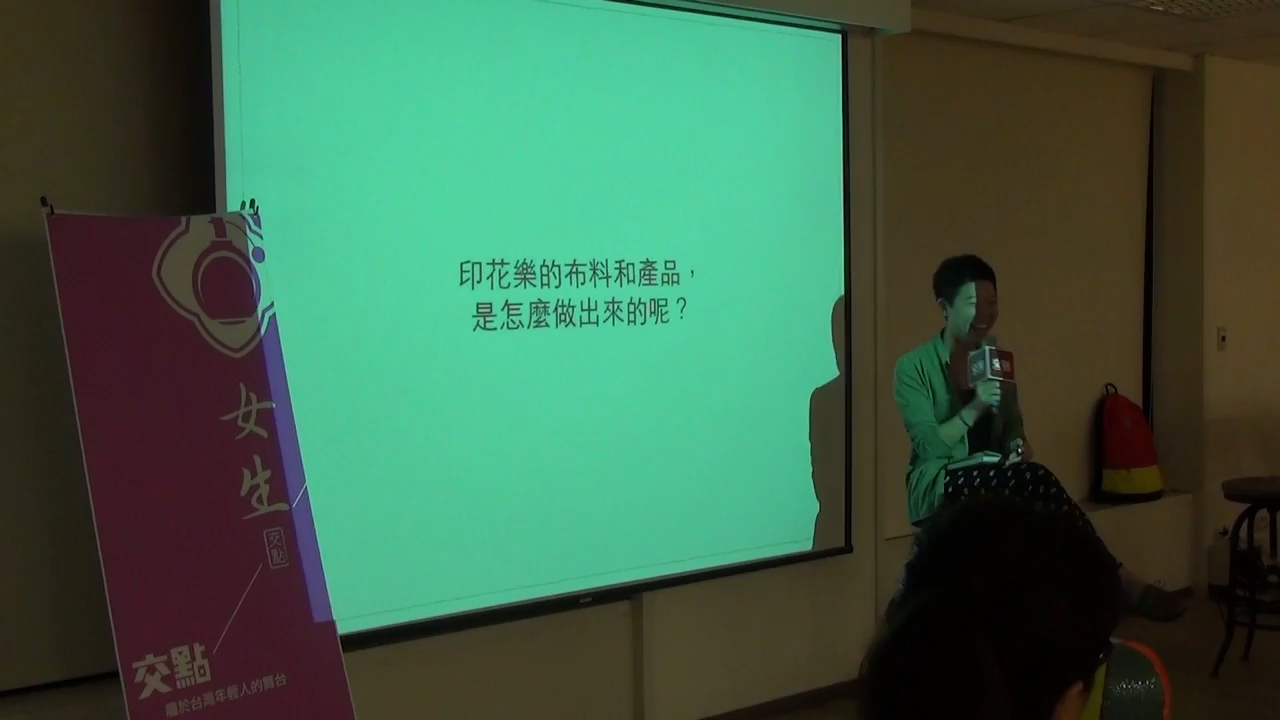 印花樂的布料和產品，
是怎麼做出來的呢？
女生
交點
交點
屬於台灣年輕人的舞台